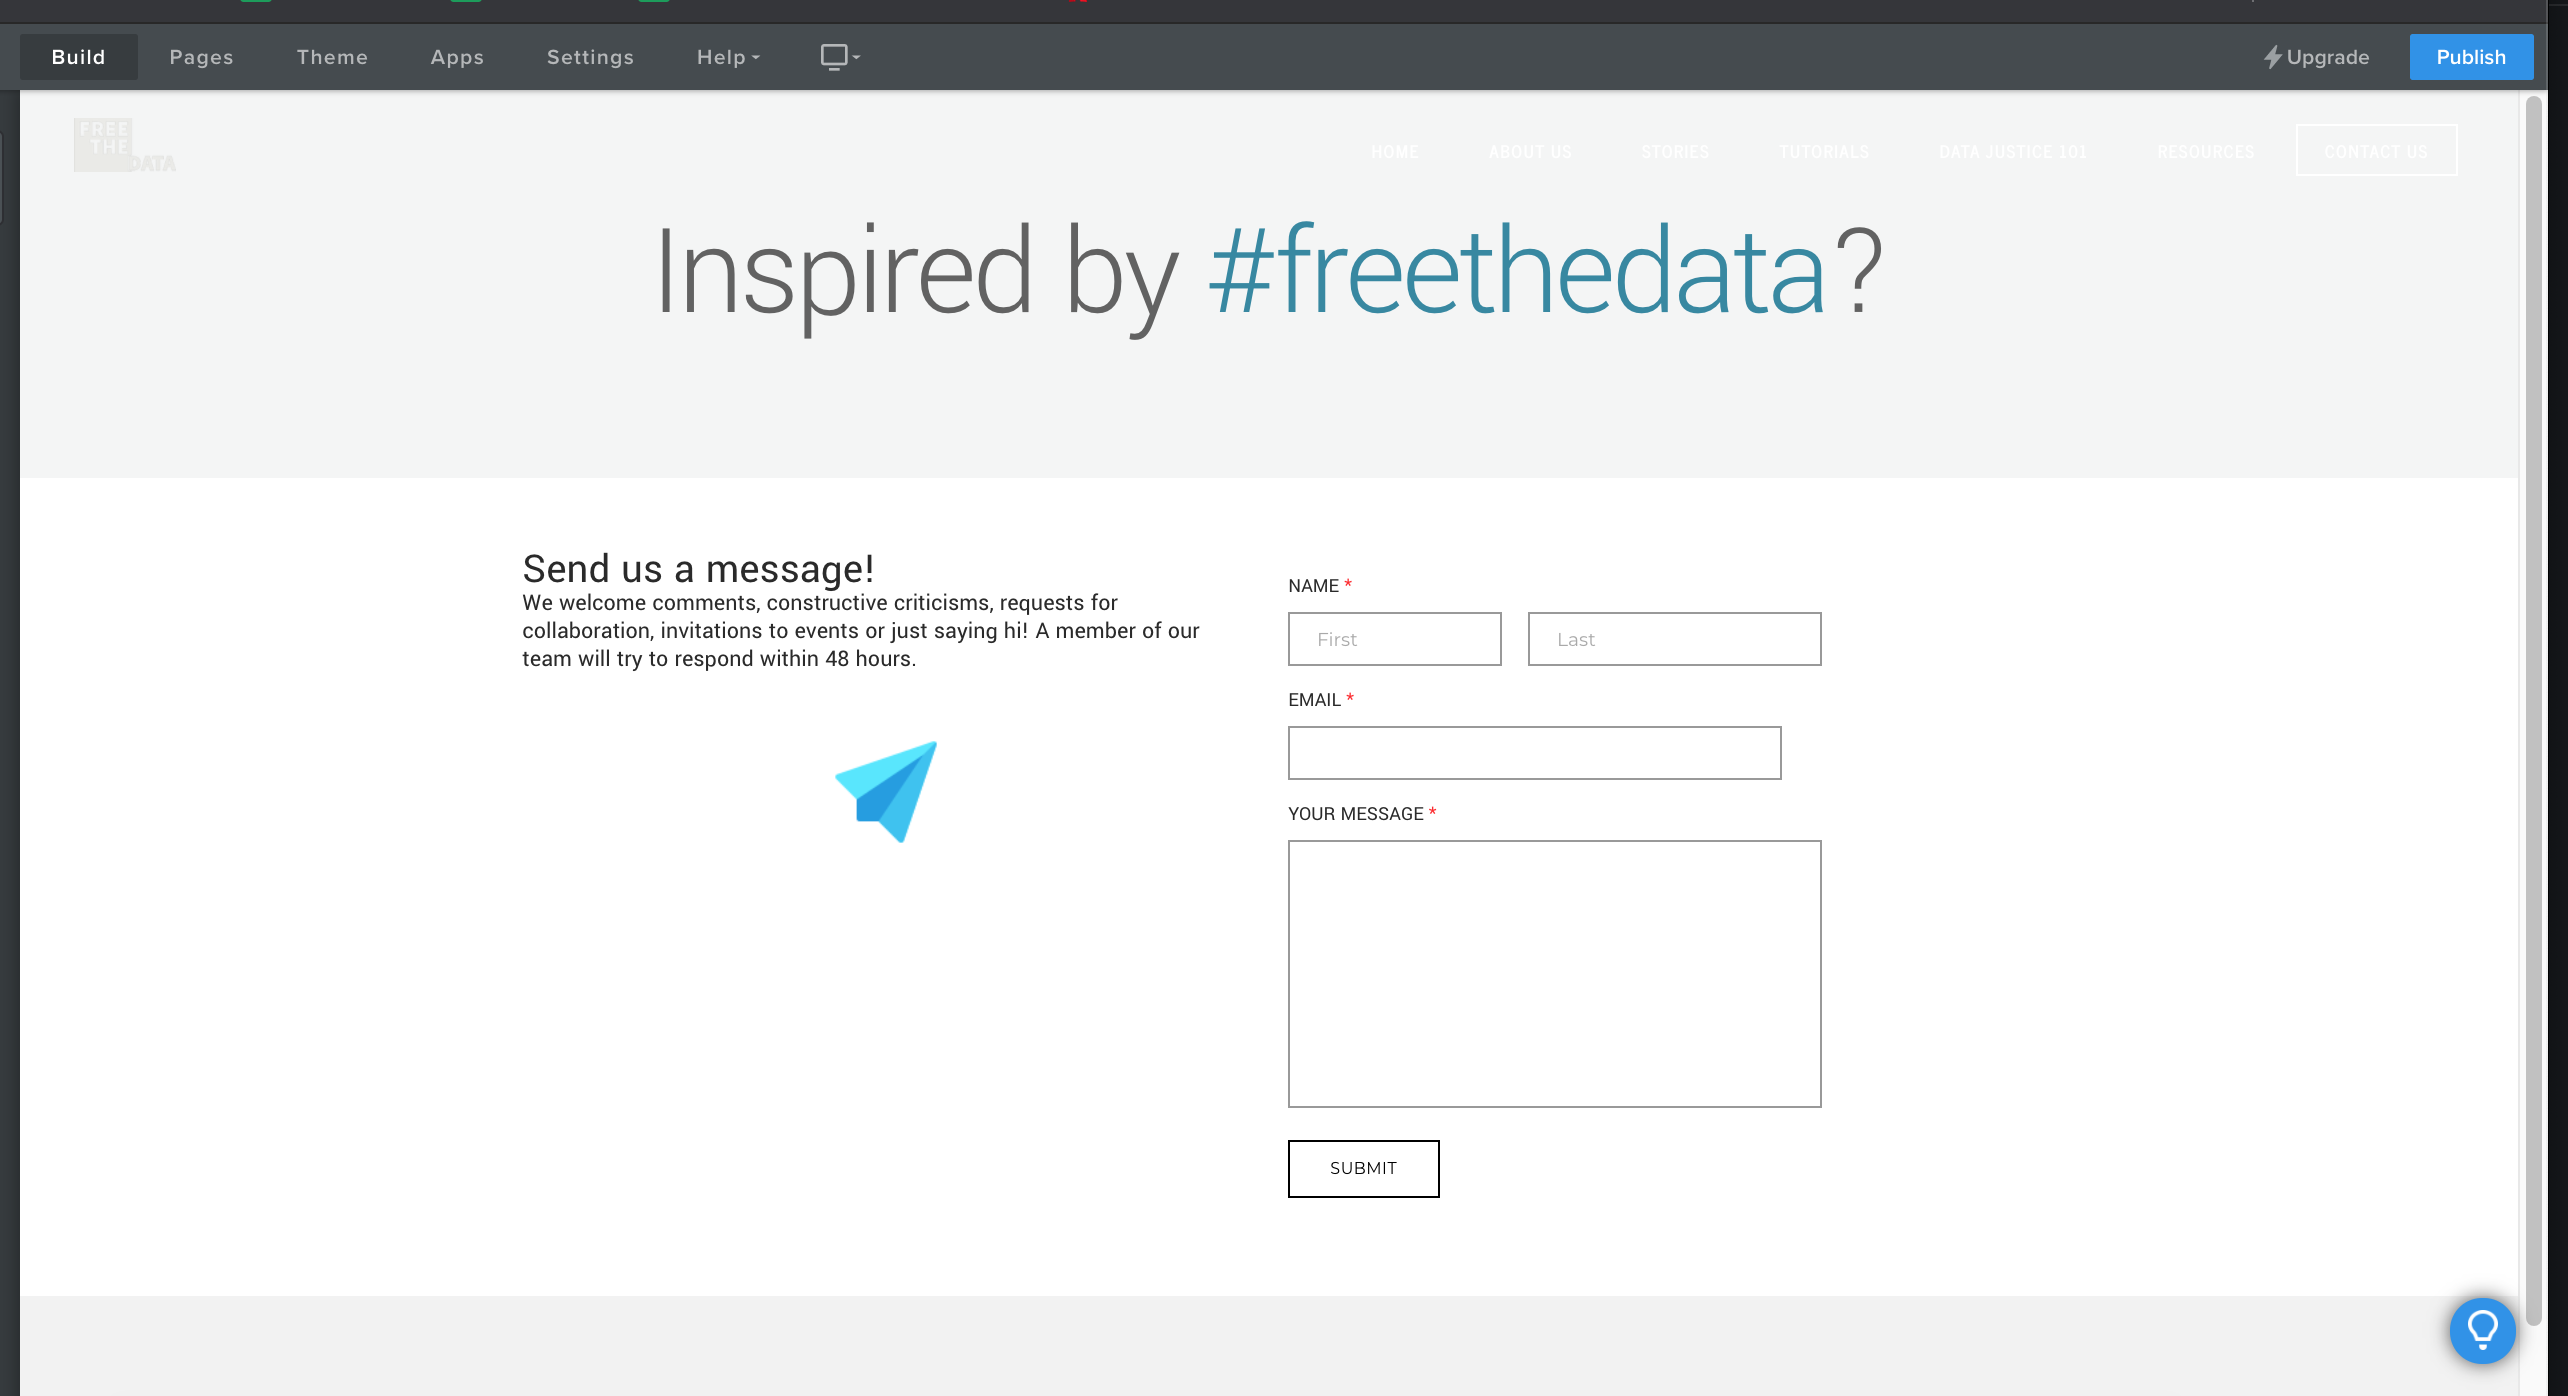 Build Pages Theme Apps Settings Help Upgrade Publish
FREE
THE
DATA
HOME ABOUT US STORIES TUTORIALS DATA JUSTICE 101 RESOURCES CONTACT US
Inspired by #freethedata?
Send us a message!
We welcome comments, constructive criticisms, requests for
collaboration, invitations to events or just saying hi! A member of our
team will try to respond within 48 hours.
NAME *
First Last
EMAIL *
YOUR MESSAGE *
SUBMIT